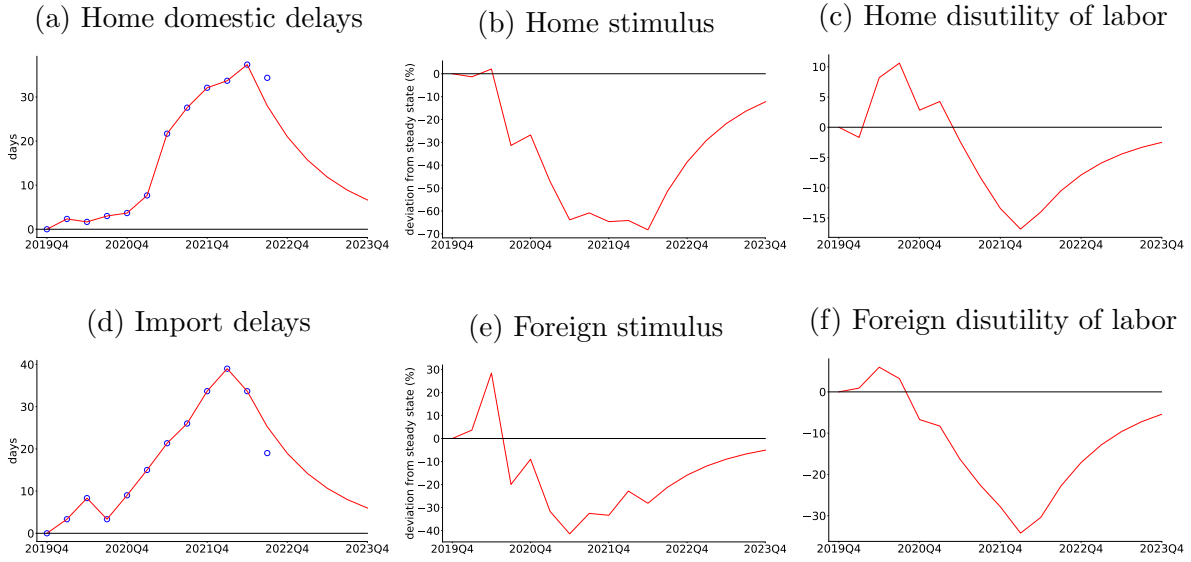 (a) Home domestic delays
(b) Home stimulus
(c) Home disutility of labor
days
30
20
10
0
2019Q4 2020Q4 2021Q4 2022Q4 2023Q4
deviation from steady state (%)
0
−10
−20
−30
−40
−50
−60
−70
2019Q4 2020Q4 2021Q4 2022Q4 2023Q4
10
5
0
−5
−10
−15
2019Q4 2020Q4 2021Q4 2022Q4 2023Q4
(d) Import delays
(e) Foreign stimulus
(f) Foreign disutility of labor
days
40
30
20
10
0
2019Q4 2020Q4 2021Q4 2022Q4 2023Q4
deviation from steady state (%)
30
20
10
0
−10
−20
−30
−40
2019Q4 2020Q4 2021Q4 2022Q4 2023Q4
0
−10
−20
−30
2019Q4 2020Q4 2021Q4 2022Q4 2023Q4